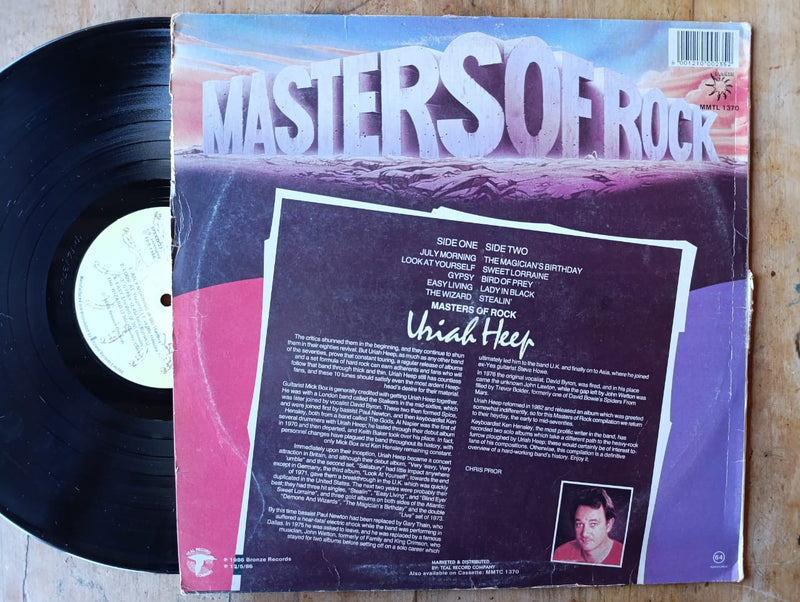 MASTERS OF ROCK
6 001210 002552
MMTL 1370
SIDE ONE SIDE TWO
JULY MORNING THE MAGICIAN'S BIRTHDAY
LOOK AT YOURSELF SWEET LORRAINE
GYPSY BIRD OF PREY
EASY LIVING LADY IN BLACK
THE WIZARD STEALIN'
MASTERS OF ROCK
Uriah Heep
The critics shunned them in the beginning, and they continue to shun
them in their eighties revival. But Uriah Heep, as much as any other band
of the seventies, prove that constant touring, a regular release of albums
and a set formula of hard rock can earn adherents and fans who will
follow that band through thick and thin. Uriah Heep still has countless
fans, and these 10 tunes should satisfy even the most ardent Heep-
head's desire for their material.
Guitarist Mick Box is generally credited with getting Uriah Heep together.
He was with a London band called the Stalkers in the mid-sixties, which
was later joined by vocalist David Byron. These two then formed Spice,
and were joined first by bassist Paul Newton, and then keyboardist Ken
Hensley, both from a band called The Gods. Al Napier was the first of
several drummers with Uriah Heep; he lasted through their debut album
in 1970 and then departed, and Keith Baker took over his place. In fact,
personnel changes have plagued the band throughout its history, with
only Mick Box and Ken Hensley remaining constant.
Immediately upon their inception, Uriah Heep became a concert
attraction in Britain, and although their debut album, "Very 'eavy, Very
'umble" and the second set, "Salisbury" had little impact anywhere
except in Germany, the third album, "Look At Yourself", towards the end
of 1971, gave them a breakthrough in the U.K. which was quickly
duplicated in the United States. The next two years were probably their
best; they had three hit singles, "Stealin'", "Easy Living", and "Blind Eye/
Sweet Lorraine", and three gold albums on both sides of the Atlantic:
"Demons And Wizards", "The Magician's Birthday" and the double
"Live" set of 1973.
By this time bassist Paul Newton had been replaced by Gary Thain, who
suffered a near-fatal electric shock while the band was performing in
Dallas. In 1975 he was asked to leave, and he was replaced by a famous
musician, John Wetton, formerly of Family and King Crimson, who
stayed for two albums before setting off on a solo career which
ultimately led him to the band U.K. and finally on to Asia, where he joined
ex-Yes guitarist Steve Howe.
In 1976 the original vocalist, David Byron, was fired, and in his place
came the unknown John Lawton, while the gap left by John Wetton was
filled by Trevor Bolder, formerly one of David Bowie's Spiders From
Mars.
Uriah Heep reformed in 1982 and released an album which was greeted
somewhat indifferently, so for this Masters of Rock compilation we return
to their heyday, the early to mid-seventies.
Keyboardist Ken Hensley, the most prolific writer in the band, has
recorded two solo albums which take a different path to the heavy-rock
furrow ploughed by Uriah Heep; these would certainly be of interest to
fans of his compositions. Otherwise, this compilation is a definitive
overview of a hard-working band's history. Enjoy it.
CHRIS PRIOR
℗ 1986 Bronze Records
℗ 12/5/86
MARKETED & DISTRIBUTED
BY: TEAL RECORD COMPANY
Also available on Cassette: MMTC 1370
64